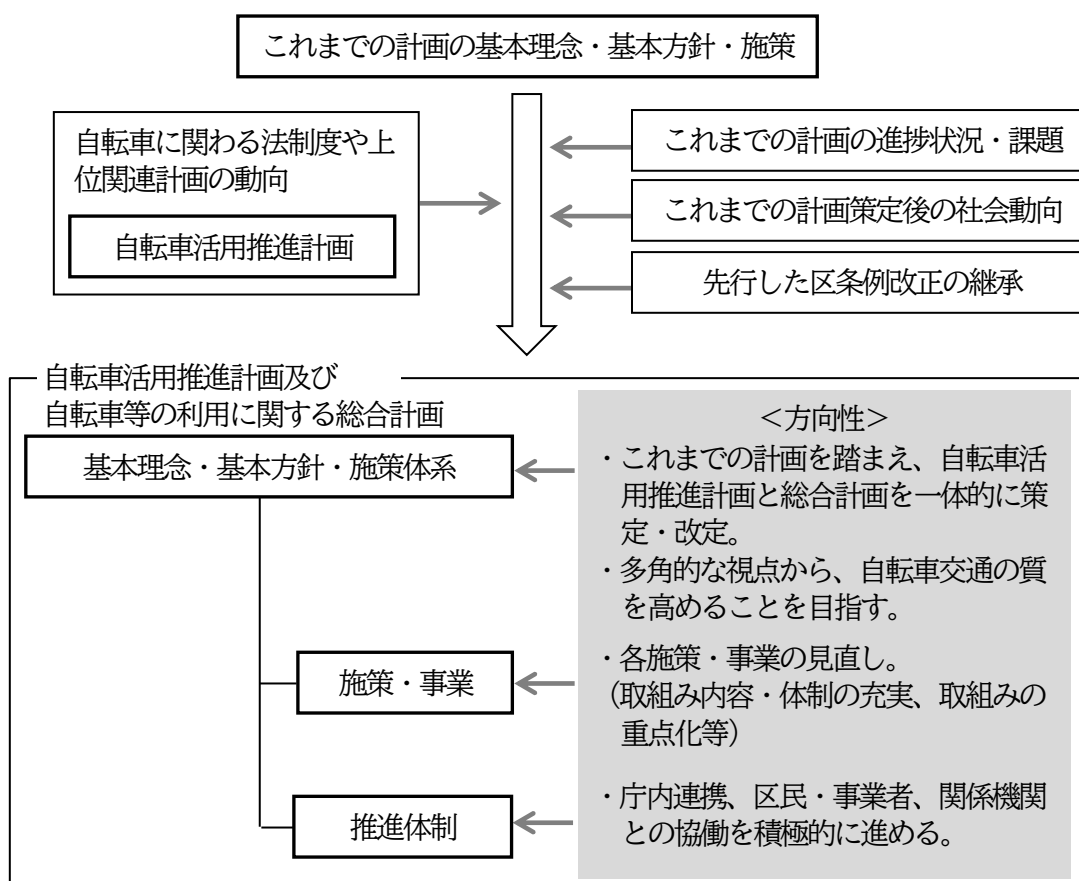 これまでの計画の基本理念・基本方針・施策
自転車に関わる法制度や上
位関連計画の動向
自転車活用推進計画
これまでの計画の進捗状況・課題
これまでの計画策定後の社会動向
先行した区条例改正の継承
自転車活用推進計画及び
自転車等の利用に関する総合計画
基本理念・基本方針・施策体系
施策・事業
推進体制
＜方向性＞
・これまでの計画を踏まえ、自転車活
用推進計画と総合計画を一体的に策
定・改定。
・多角的な視点から、自転車交通の質
を高めることを目指す。
・各施策・事業の見直し。
（取組み内容・体制の充実、取組みの
重点化等）
・庁内連携、区民・事業者、関係機関
との協働を積極的に進める。